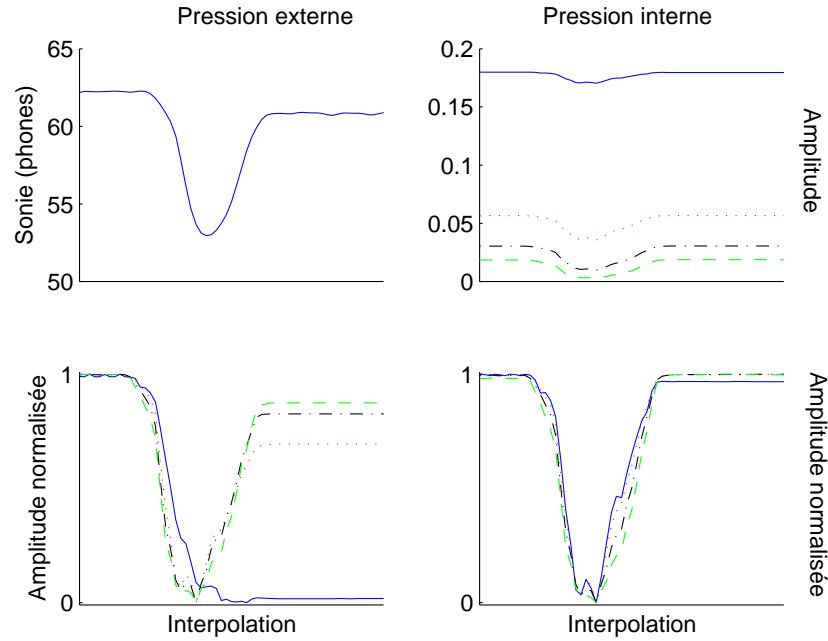 Pression externe
Pression interne
65
60
55
50
Sonie (phones)
0.2
0.15
0.1
0.05
0
Amplitude
1
0
Amplitude normalisée
Interpolation
1
0
Amplitude normalisée
Interpolation